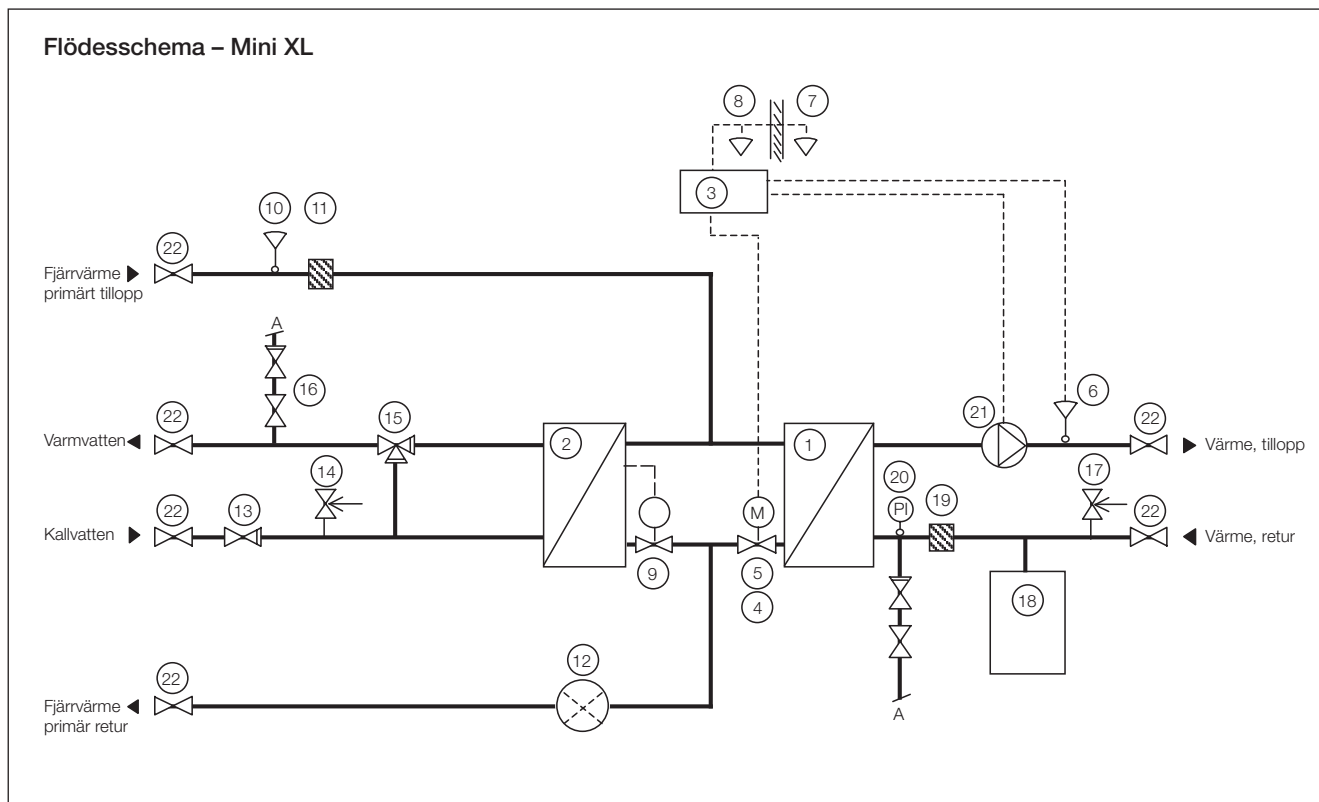 Flödesschema – Mini XL
8
7
3
10
11
22
Fjärrvärme
primärt tillopp
A
16
6
22
15
21
22
Varmvatten
2
1
Värme, tillopp
14
20
17
22
13
M
PI
19
22
Kallvatten
Värme, retur
9
5
18
4
12
22
Fjärrvärme
primär retur
A